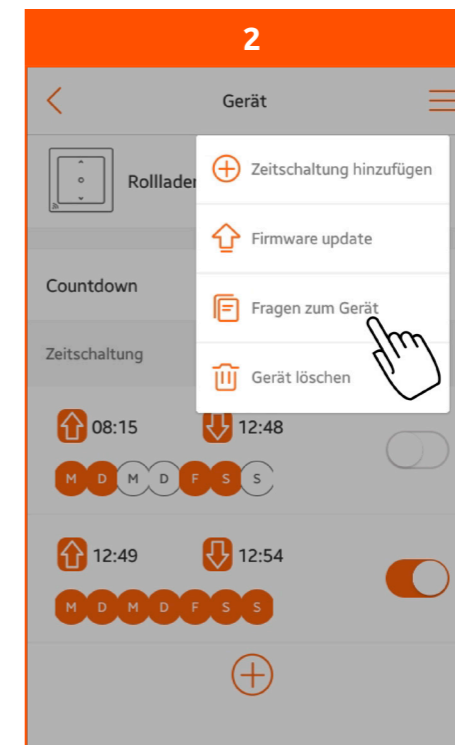 2
Gerät
Rollladen
Zeitschaltung hinzufügen
Firmware update
Countdown
Fragen zum Gerät
Zeitschaltung
Gerät löschen
08:15 12:48
M D M D F S S
12:49 12:54
M D M D F S S